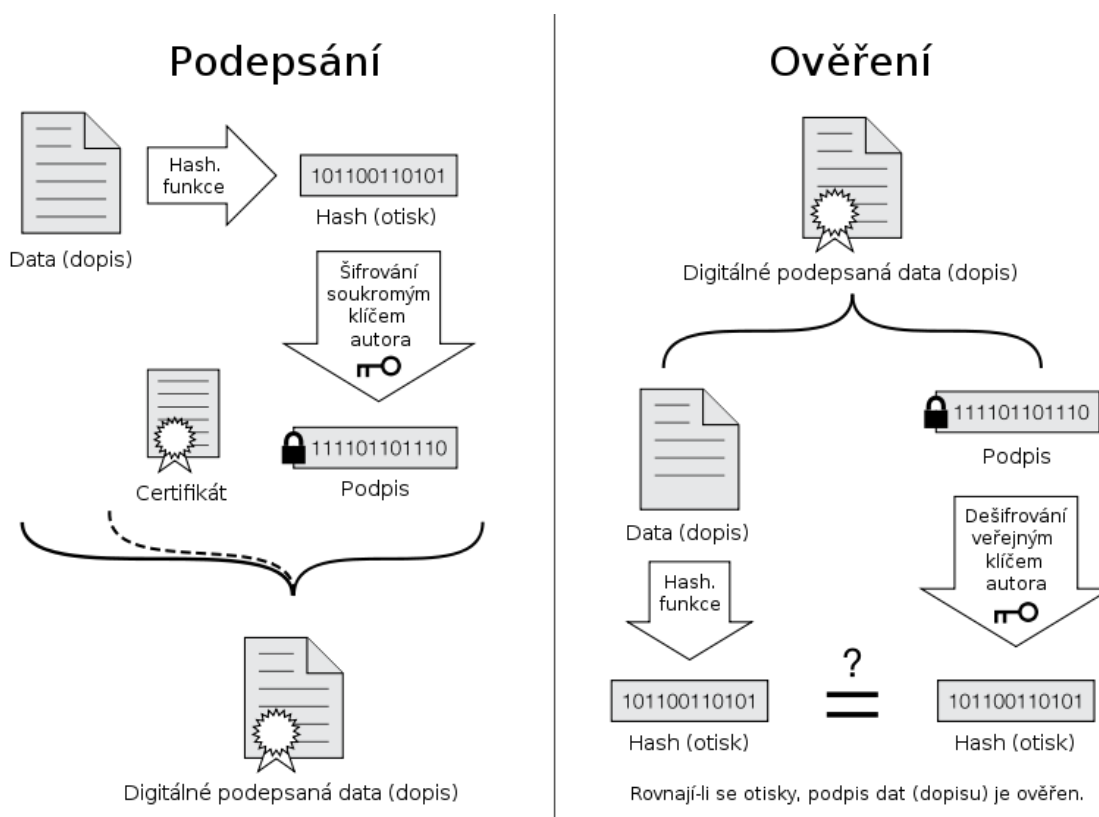 Podepsání
Data (dopis)
Hash.
funkce
101100110101
Hash (otisk)
Šifrování
soukromým
klíčem
autora
Certifikát
111101101110
Podpis
Digitálné podepsaná data (dopis)
Ověření
Digitálné podepsaná data (dopis)
Data (dopis)
111101101110
Podpis
Hash.
funkce
Dešifrování
veřejným
klíčem
autora
101100110101
Hash (otisk)
?
=
101100110101
Hash (otisk)
Rovnají-li se otisky, podpis dat (dopisu) je ověřen.